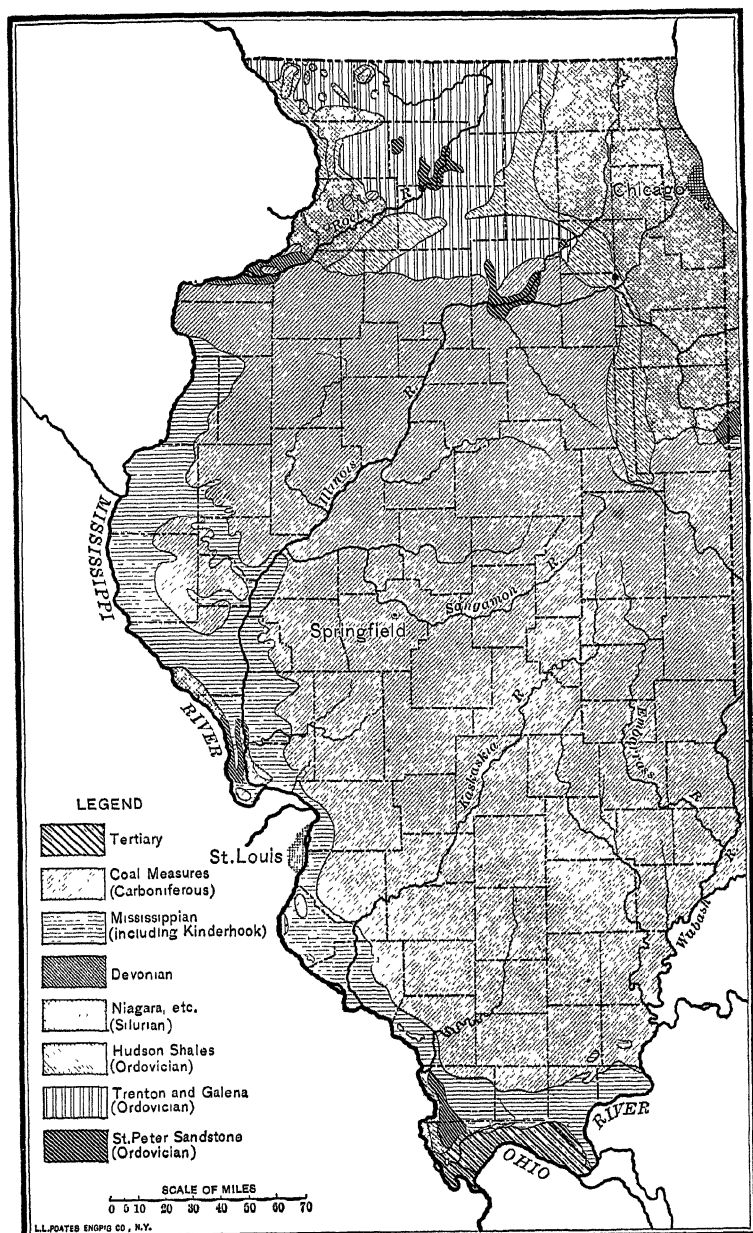 Chicago
Rock R.
Illinois R.
MISSISSIPPI
RIVER
Sangamon R.
Springfield
Kaskaskia R.
Embarras R.
St. Louis
Wabash R.
OHIO
RIVER
LEGEND
Tertiary
Coal Measures
(Carboniferous)
Mississippian
(including Kinderhook)
Devonian
Niagara, etc.
(Silurian)
Hudson Shales
(Ordovician)
Trenton and Galena
(Ordovician)
St. Peter Sandstone
(Ordovician)
SCALE OF MILES
0 5 10 20 30 40 50 60 70
L.L. POATES ENGR'G CO., N.Y.